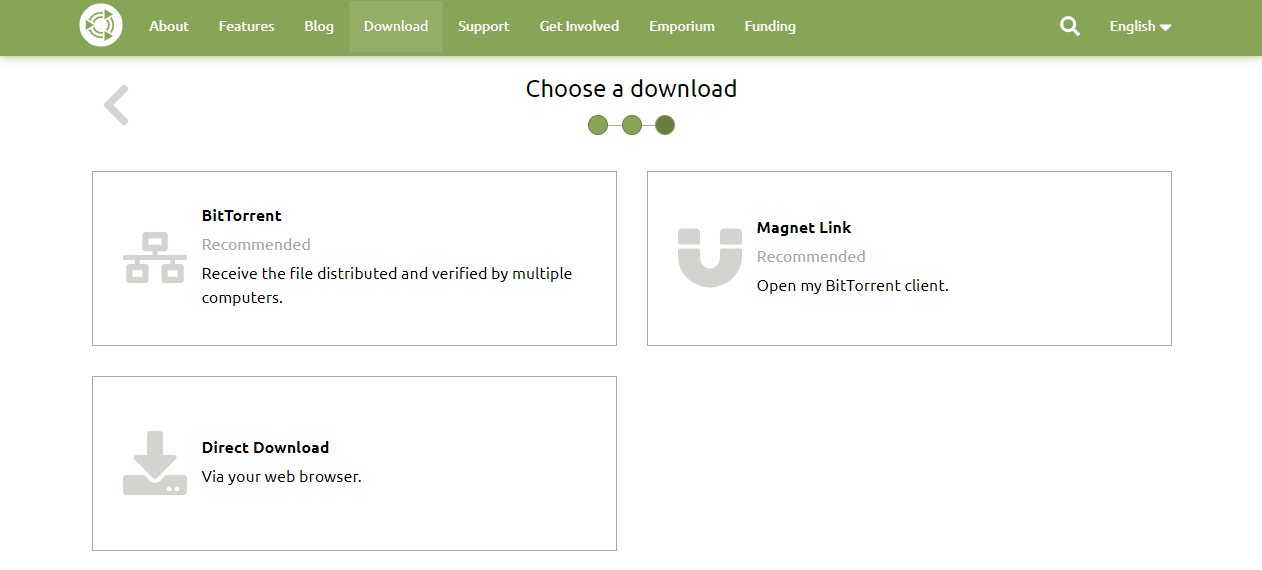 About Features Blog Download Support Get Involved Emporium Funding English
Choose a download
BitTorrent
Recommended
Receive the file distributed and verified by multiple
computers.
Magnet Link
Recommended
Open my BitTorrent client.
Direct Download
Via your web browser.